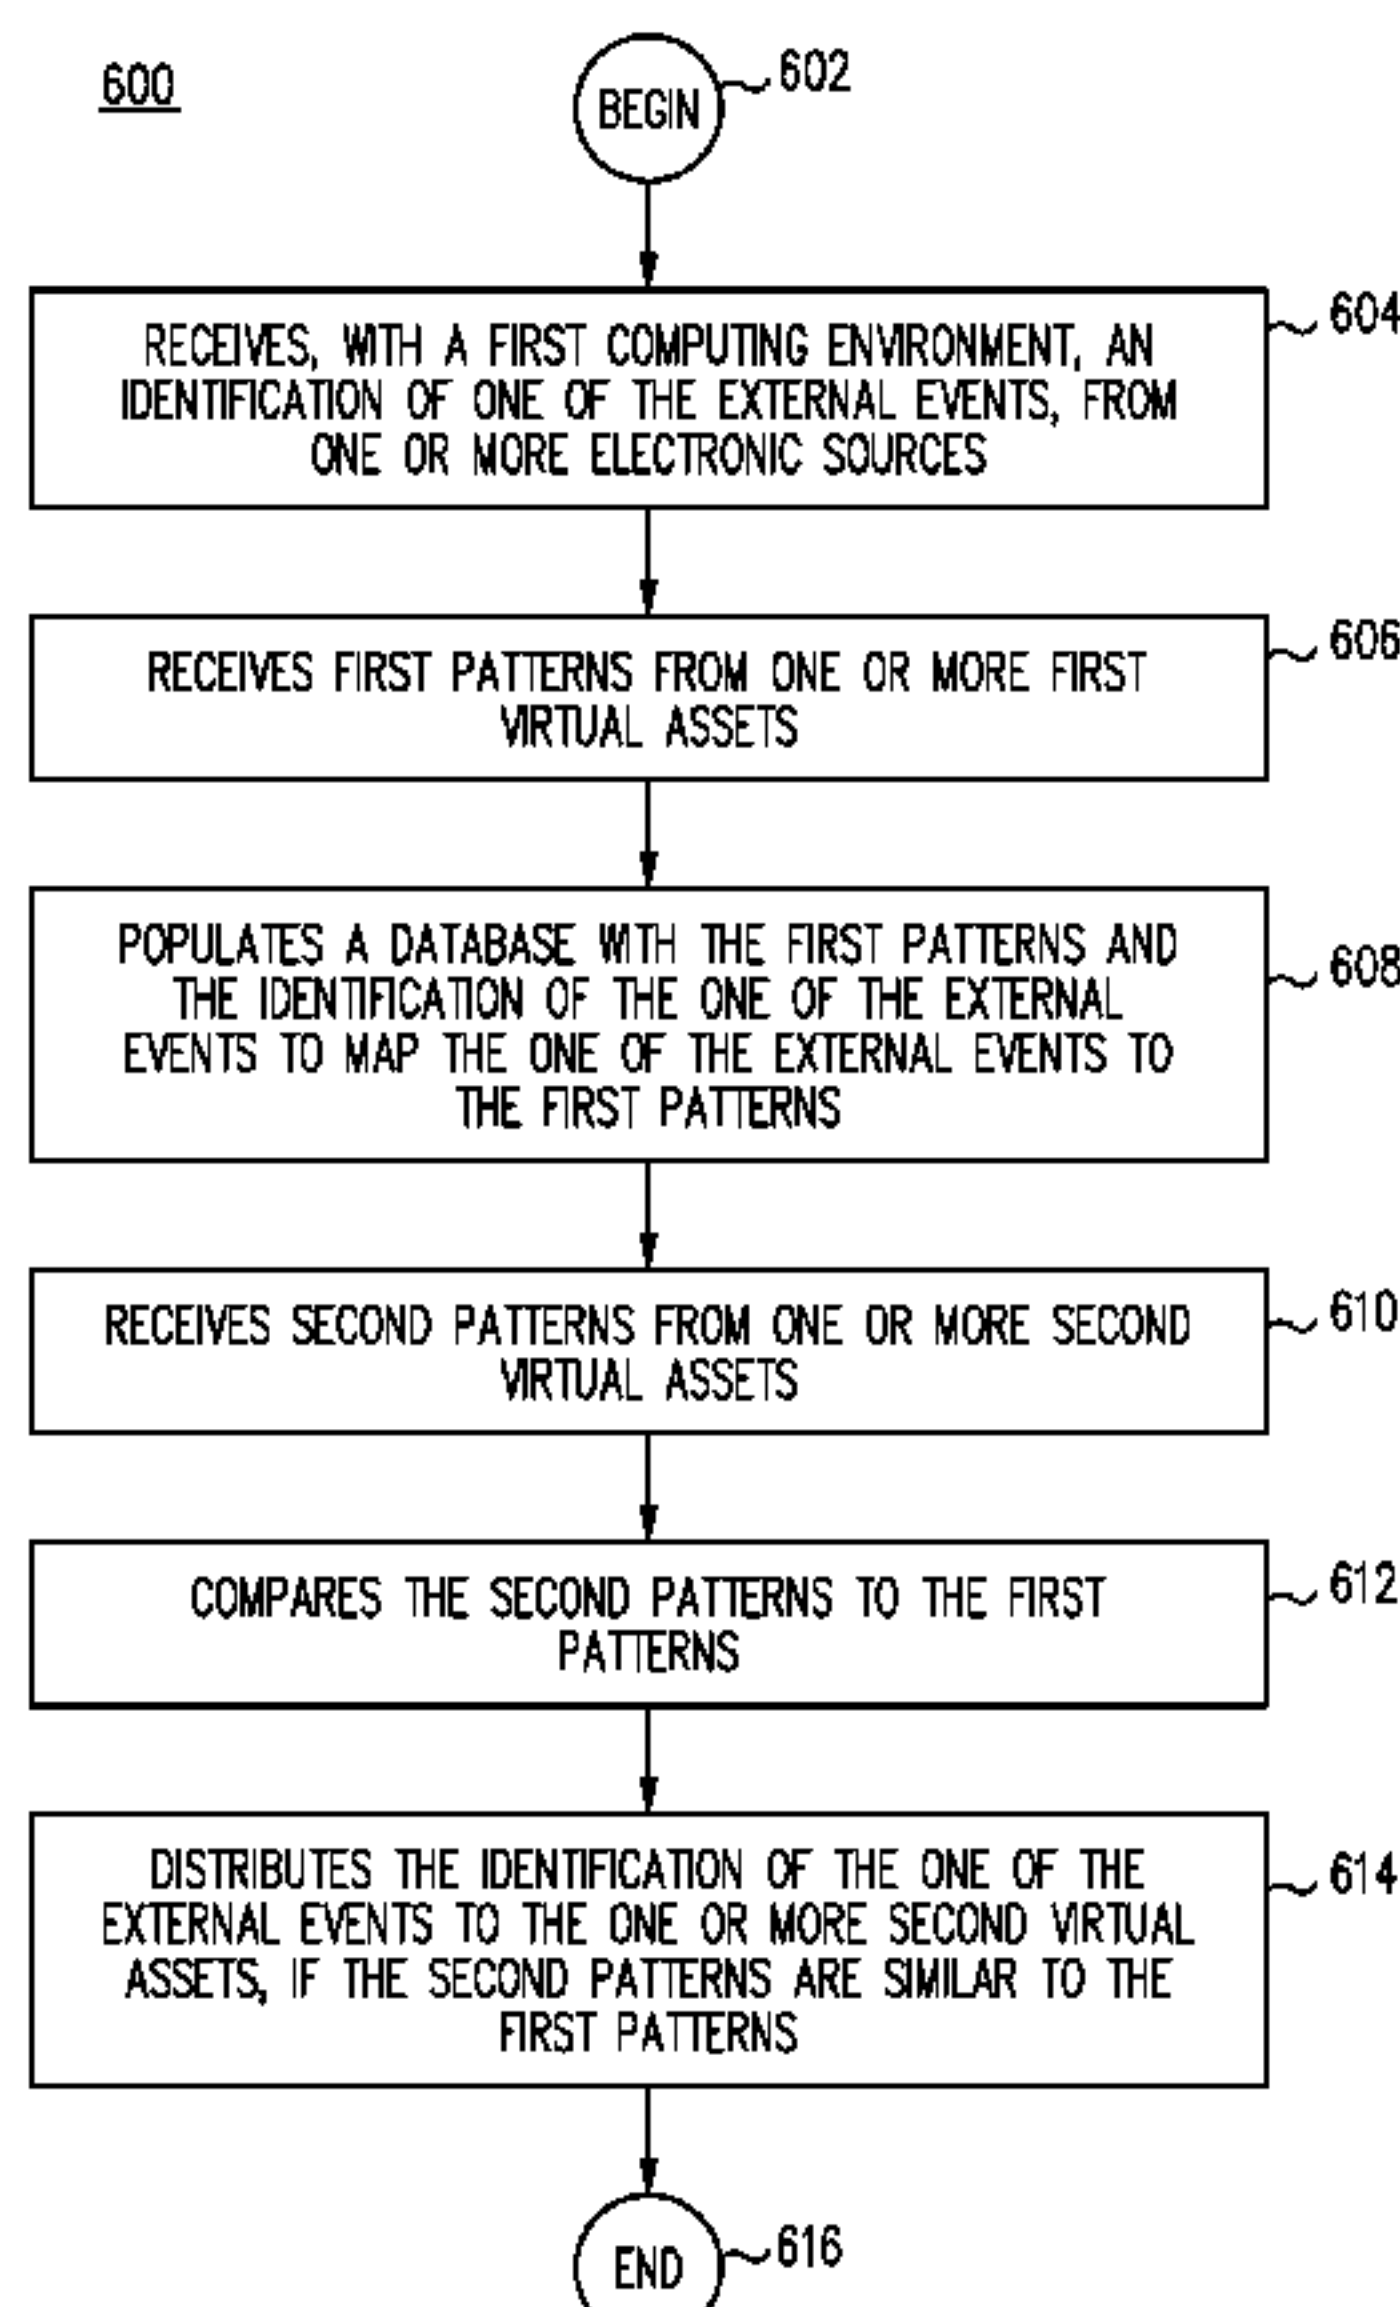 600
BEGIN
602
RECEIVES, WITH A FIRST COMPUTING ENVIRONMENT, AN
IDENTIFICATION OF ONE OF THE EXTERNAL EVENTS, FROM
ONE OR MORE ELECTRONIC SOURCES
604
RECEIVES FIRST PATTERNS FROM ONE OR MORE FIRST
VIRTUAL ASSETS
606
POPULATES A DATABASE WITH THE FIRST PATTERNS AND
THE IDENTIFICATION OF THE ONE OF THE EXTERNAL
EVENTS TO MAP THE ONE OF THE EXTERNAL EVENTS TO
THE FIRST PATTERNS
608
RECEIVES SECOND PATTERNS FROM ONE OR MORE SECOND
VIRTUAL ASSETS
610
COMPARES THE SECOND PATTERNS TO THE FIRST
PATTERNS
612
DISTRIBUTES THE IDENTIFICATION OF THE ONE OF THE
EXTERNAL EVENTS TO THE ONE OR MORE SECOND VIRTUAL
ASSETS, IF THE SECOND PATTERNS ARE SIMILAR TO THE
FIRST PATTERNS
614
END
616